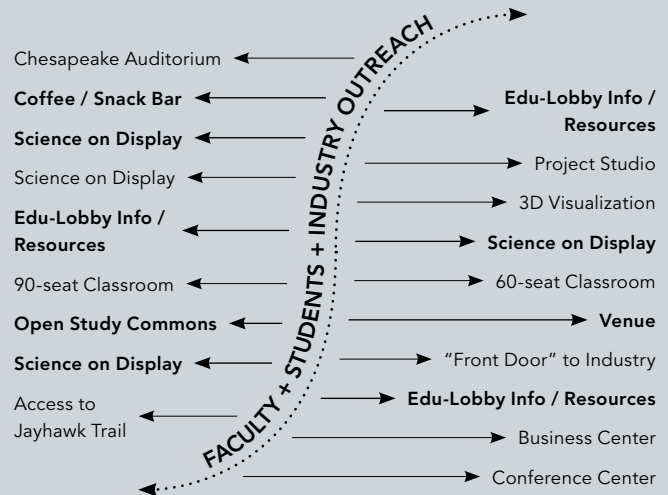 Chesapeake Auditorium
Coffee / Snack Bar
Science on Display
Science on Display
Edu-Lobby Info /
Resources
90-seat Classroom
Open Study Commons
Science on Display
Access to
Jayhawk Trail
FACULTY + STUDENTS + INDUSTRY OUTREACH
Edu-Lobby Info /
Resources
Project Studio
3D Visualization
Science on Display
60-seat Classroom
Venue
“Front Door” to Industry
Edu-Lobby Info / Resources
Business Center
Conference Center